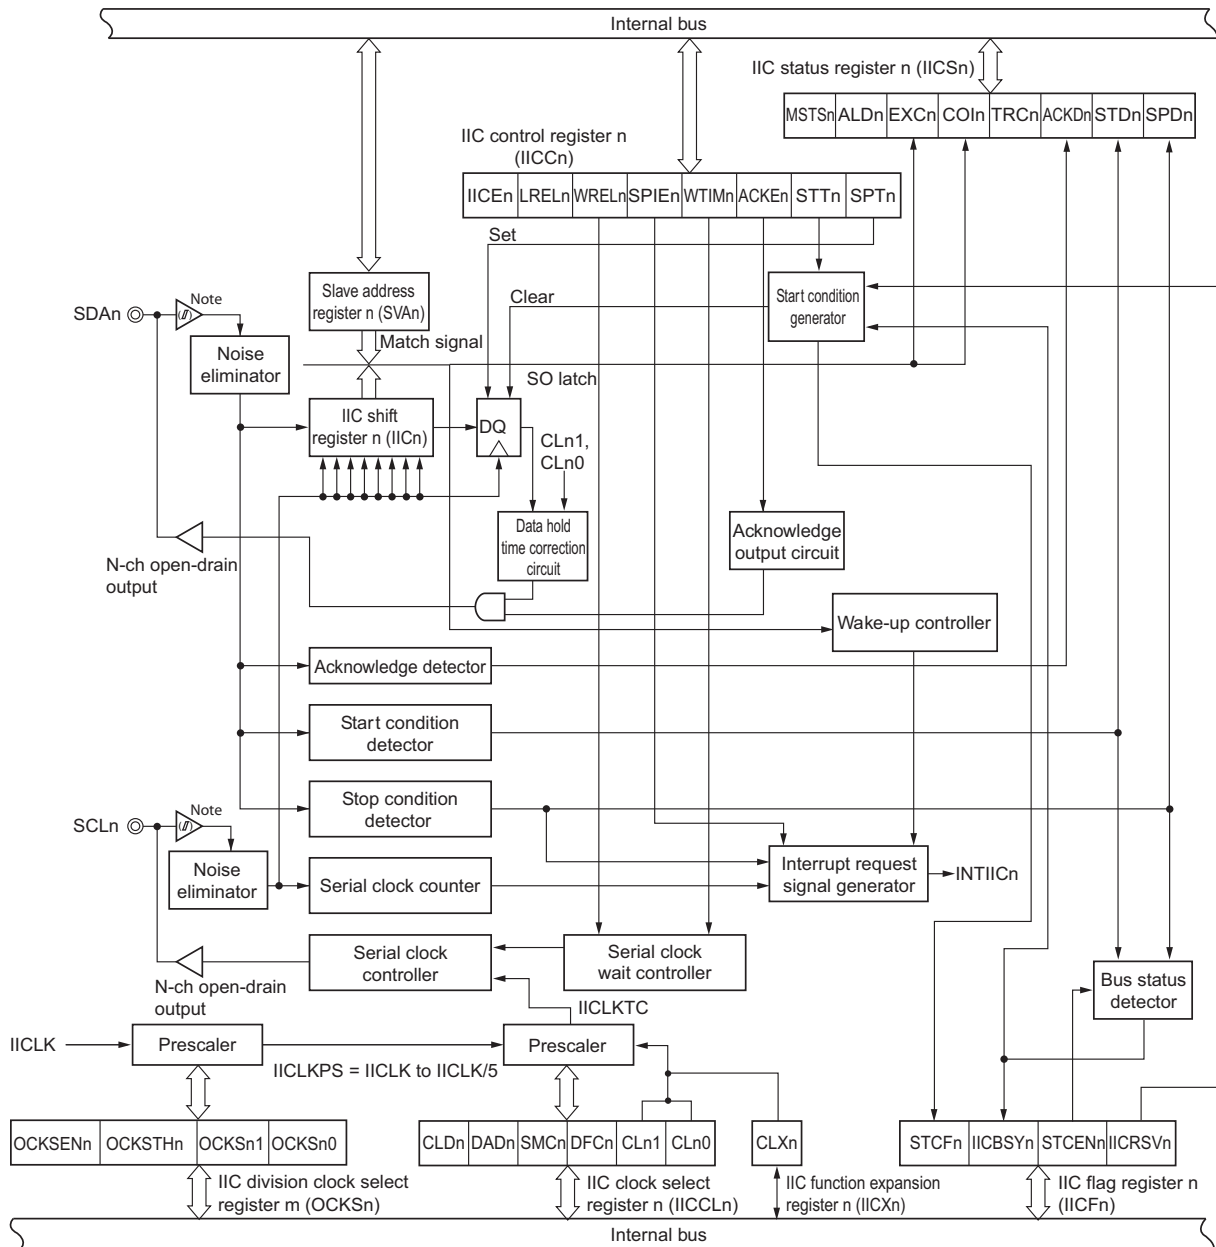 Internal bus
IIC status register n (IICSn)
MSTSn ALDn EXCn COIn TRCn ACKDn STDn SPDn
IIC control register n
(IICCn)
IICEn LRELn WRELn SPIEn WTIMn ACKEn STTn SPTn
Set
Slave address
register n (SVAn)
Clear
Start condition
generator
SDAn
Note
Noise
eliminator
Match signal
SO latch
IIC shift
register n (IICn)
DQ
CLn1,
CLn0
Data hold
time correction
circuit
Acknowledge
output circuit
N-ch open-drain
output
Wake-up controller
Acknowledge detector
Start condition
detector
Stop condition
detector
SCLn
Note
Noise
eliminator
Serial clock counter
Interrupt request
signal generator
INTIICn
Serial clock
controller
Serial clock
wait controller
N-ch open-drain
output
Bus status
detector
IICLKTC
IICLK
Prescaler
Prescaler
IICLKPS = IICLK to IICLK/5
OCKSENn OCKSTHn OCKSn1 OCKSn0
CLDn DADn SMCn DFCn CLn1 CLn0
CLXn
STCFn IICBSYn STCENn IICRSVn
IIC division clock select
register m (OCKSn)
IIC clock select
register n (IICCLn)
IIC function expansion
register n (IICXn)
IIC flag register n
(IICFn)
Internal bus